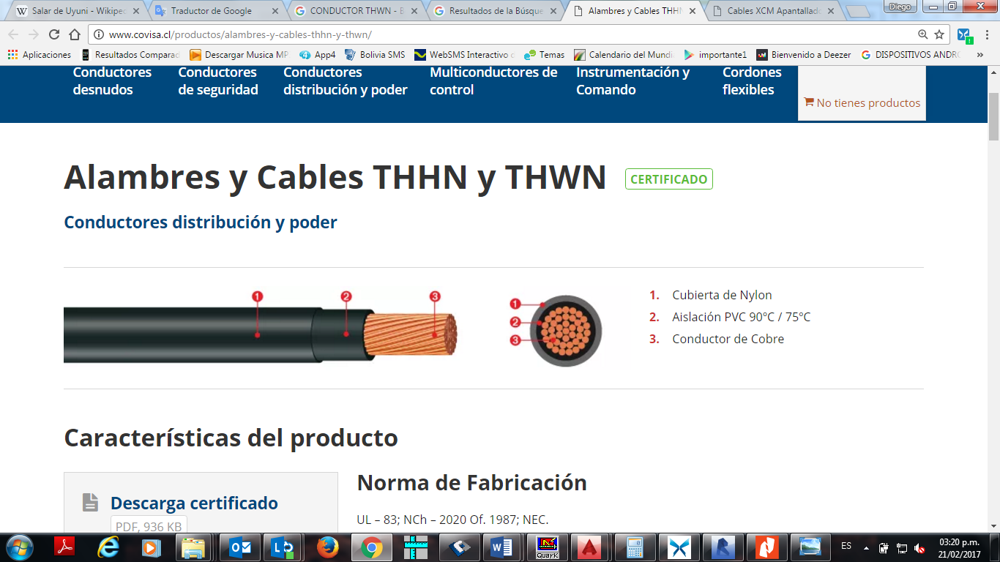 Salar de Uyuni - Wikiped
Traductor de Google
CONDUCTOR THWN - B
Resultados de la Búsque
Alambres y Cables THHN
Cables XCM Apantallado
Diego
www.covisa.cl/productos/alambres-y-cables-thhn-y-thwn/
Aplicaciones
Resultados Comparad
Descargar Musica MP
App4
Bolivia SMS
WebSMS Interactivo
Temas
Calendario del Mundi
importante1
Bienvenido a Deezer
DISPOSITIVOS ANDRO
»
Conductores
desnudos
Conductores
de seguridad
Conductores
distribución y poder
Multiconductores de
control
Instrumentación y
Comando
Cordones
flexibles
No tienes productos
Alambres y Cables THHN y THWN
CERTIFICADO
Conductores distribución y poder
1
2
3
1
2
3
1. Cubierta de Nylon
2. Aislación PVC 90ºC / 75ºC
3. Conductor de Cobre
Características del producto
Descarga certificado
PDF, 936 KB
Norma de Fabricación
UL – 83; NCh – 2020 Of. 1987; NEC.
QuarK
ES
03:20 p.m.
21/02/2017